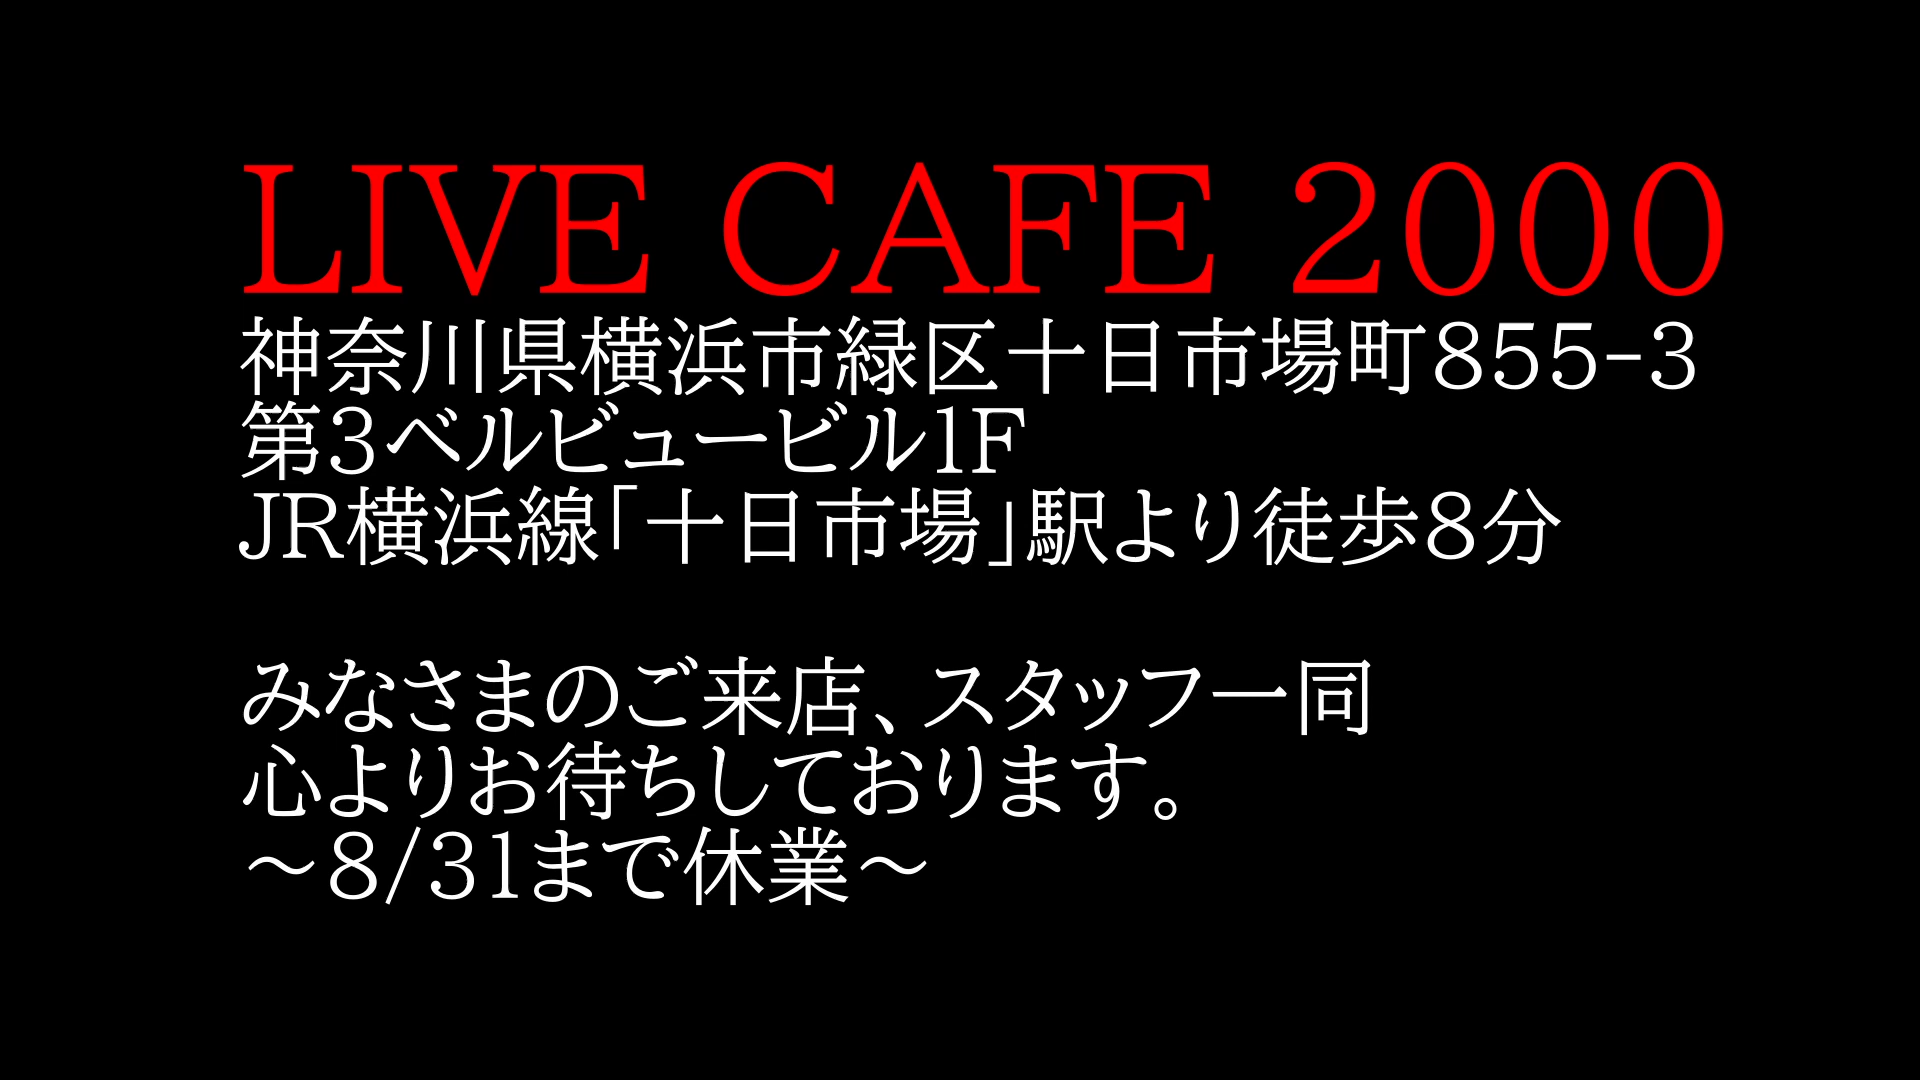 LIVE CAFE 2000
神奈川県横浜市緑区十日市場町855-3
第3ベルビュービル1F
JR横浜線「十日市場」駅より徒歩8分
みなさまのご来店、スタッフ一同
心よりお待ちしております。
～8/31まで休業～